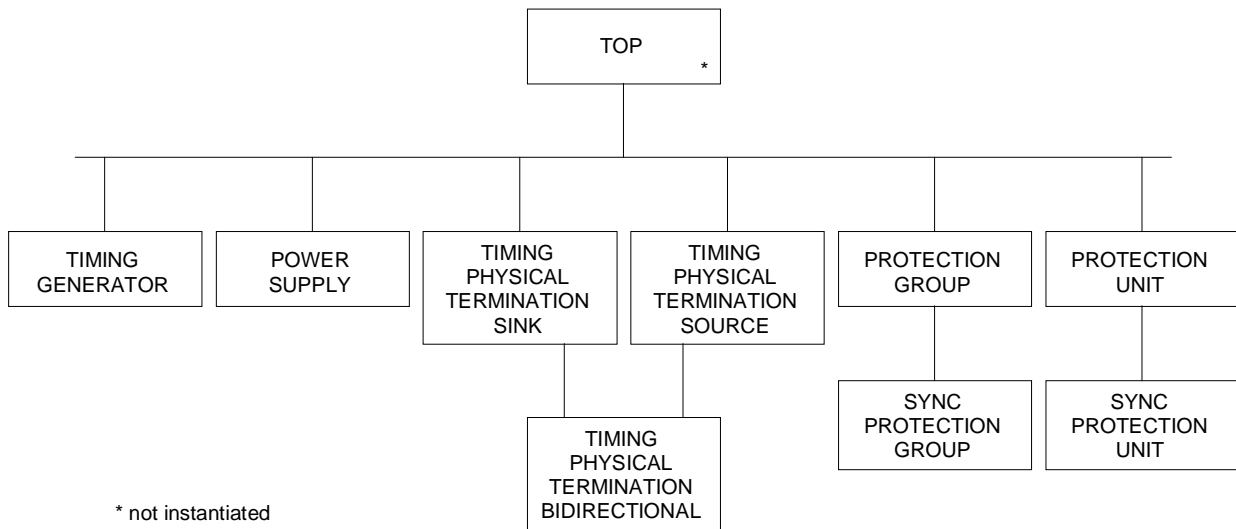 TOP
*
TIMING
GENERATOR
POWER
SUPPLY
TIMING
PHYSICAL
TERMINATION
SINK
TIMING
PHYSICAL
TERMINATION
SOURCE
PROTECTION
GROUP
PROTECTION
UNIT
TIMING
PHYSICAL
TERMINATION
BIDIRECTIONAL
SYNC
PROTECTION
GROUP
SYNC
PROTECTION
UNIT
* not instantiated